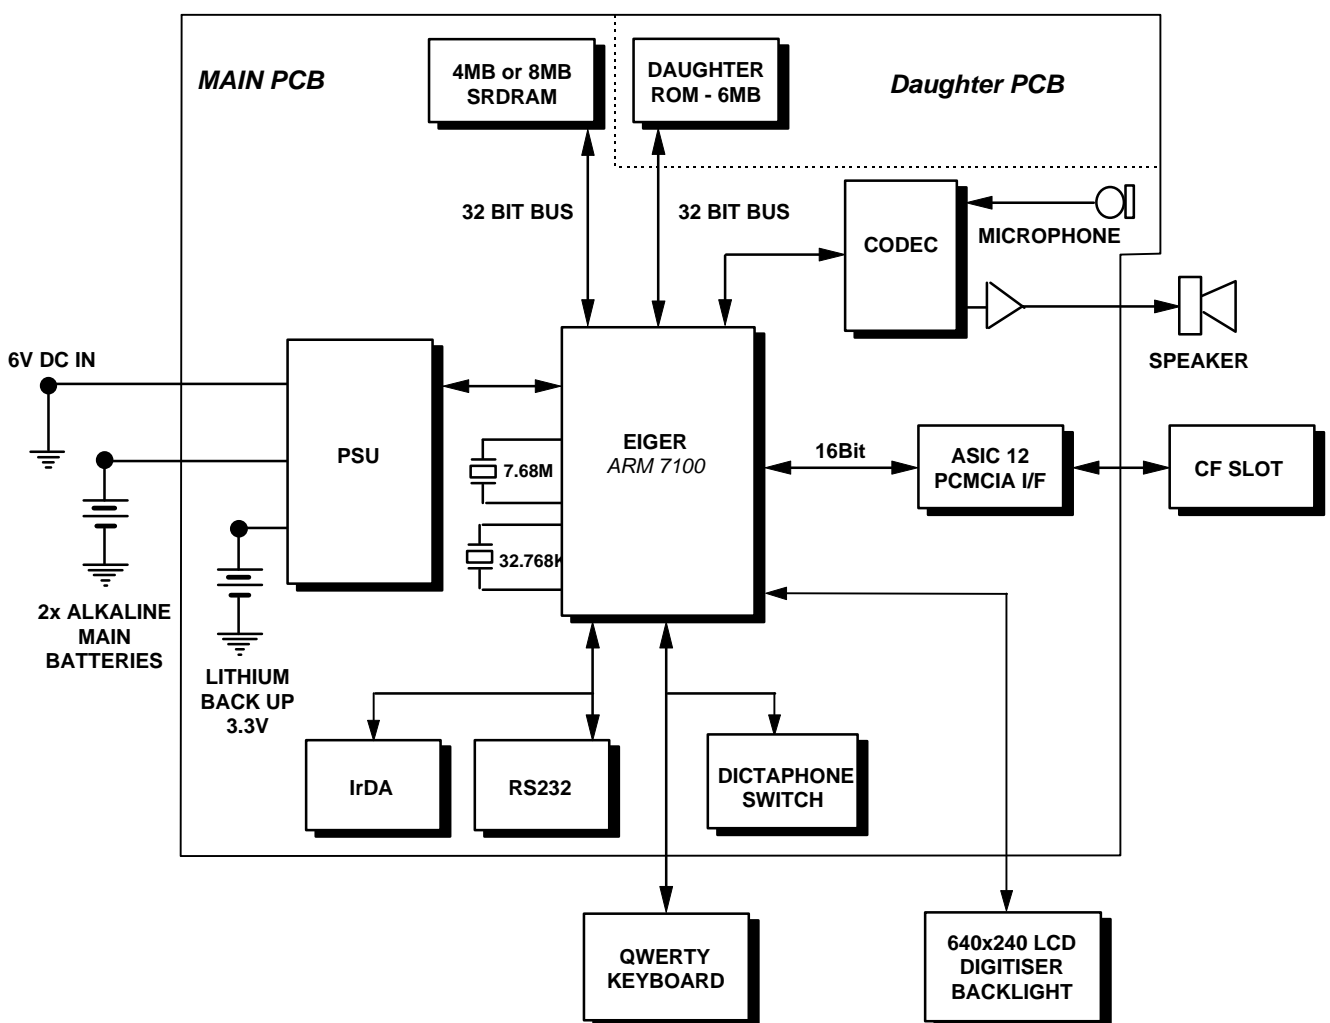 MAIN PCB
4MB or 8MB
SRDRAM
DAUGHTER
ROM - 6MB
Daughter PCB
32 BIT BUS
32 BIT BUS
CODEC
MICROPHONE
SPEAKER
6V DC IN
PSU
7.68M
32.768K
EIGER
ARM 7100
16Bit
ASIC 12
PCMCIA I/F
CF SLOT
2x ALKALINE
MAIN
BATTERIES
LITHIUM
BACK UP
3.3V
IrDA
RS232
DICTAPHONE
SWITCH
QWERTY
KEYBOARD
640x240 LCD
DIGITISER
BACKLIGHT